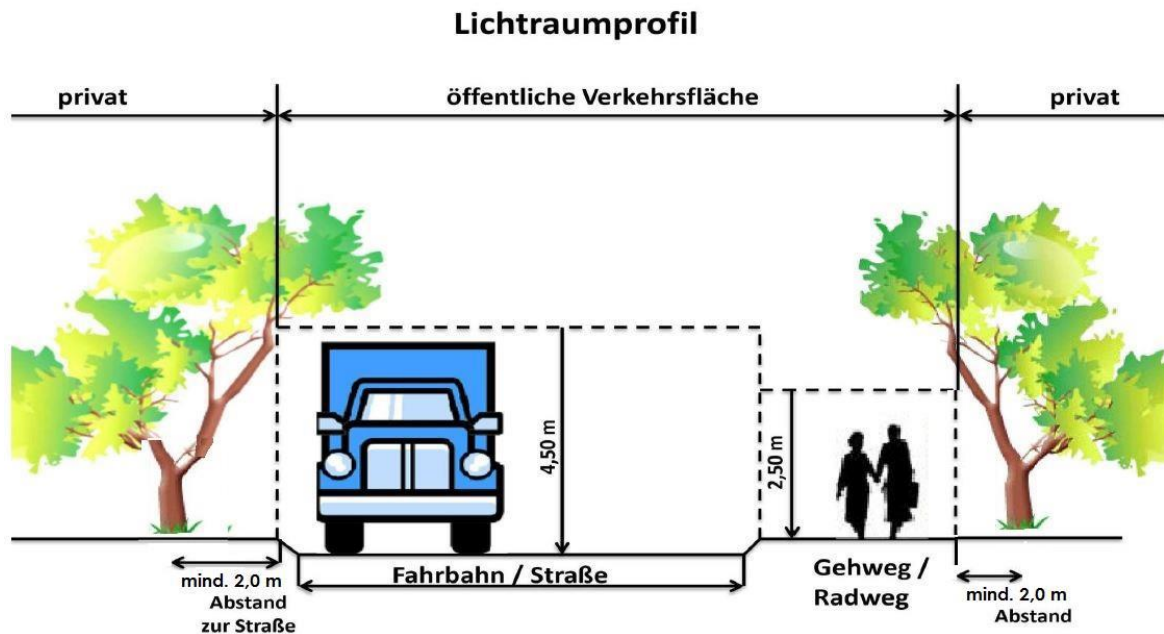 Lichtraumprofil
privat
öffentliche Verkehrsfläche
privat
4,50 m
2,50 m
mind. 2,0 m
Abstand
zur Straße
Fahrbahn / Straße
Gehweg /
Radweg
mind. 2,0 m
Abstand